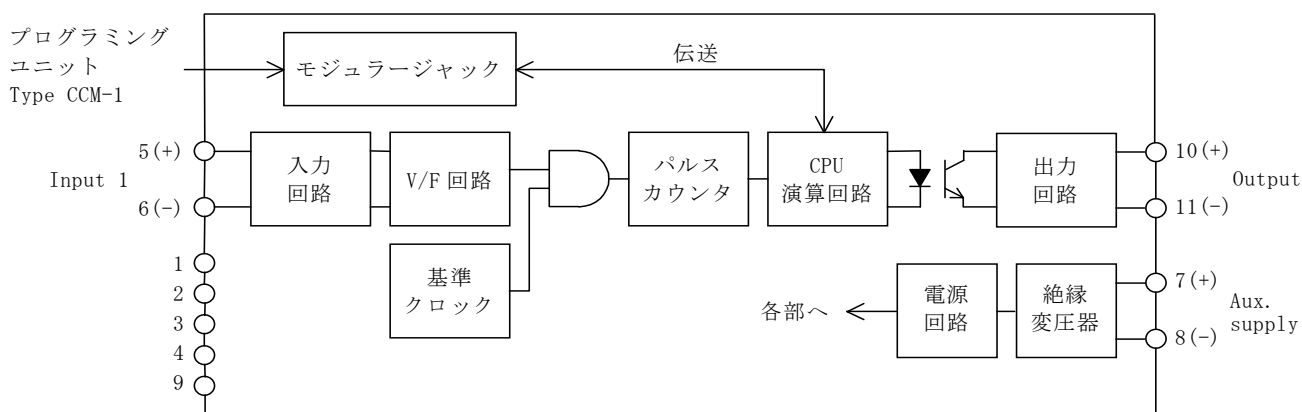 プログラミング
ユニット
Type CCM-1
モジュラージャック
伝送
5(+)
Input 1
6(-)
入力
回路
V/F 回路
基準
クロック
パルス
カウンタ
CPU
演算回路
出力
回路
10(+)
Output
11(-)
1
2
3
4
9
各部へ
電源
回路
絶縁
変圧器
7(+)
Aux.
supply
8(-)